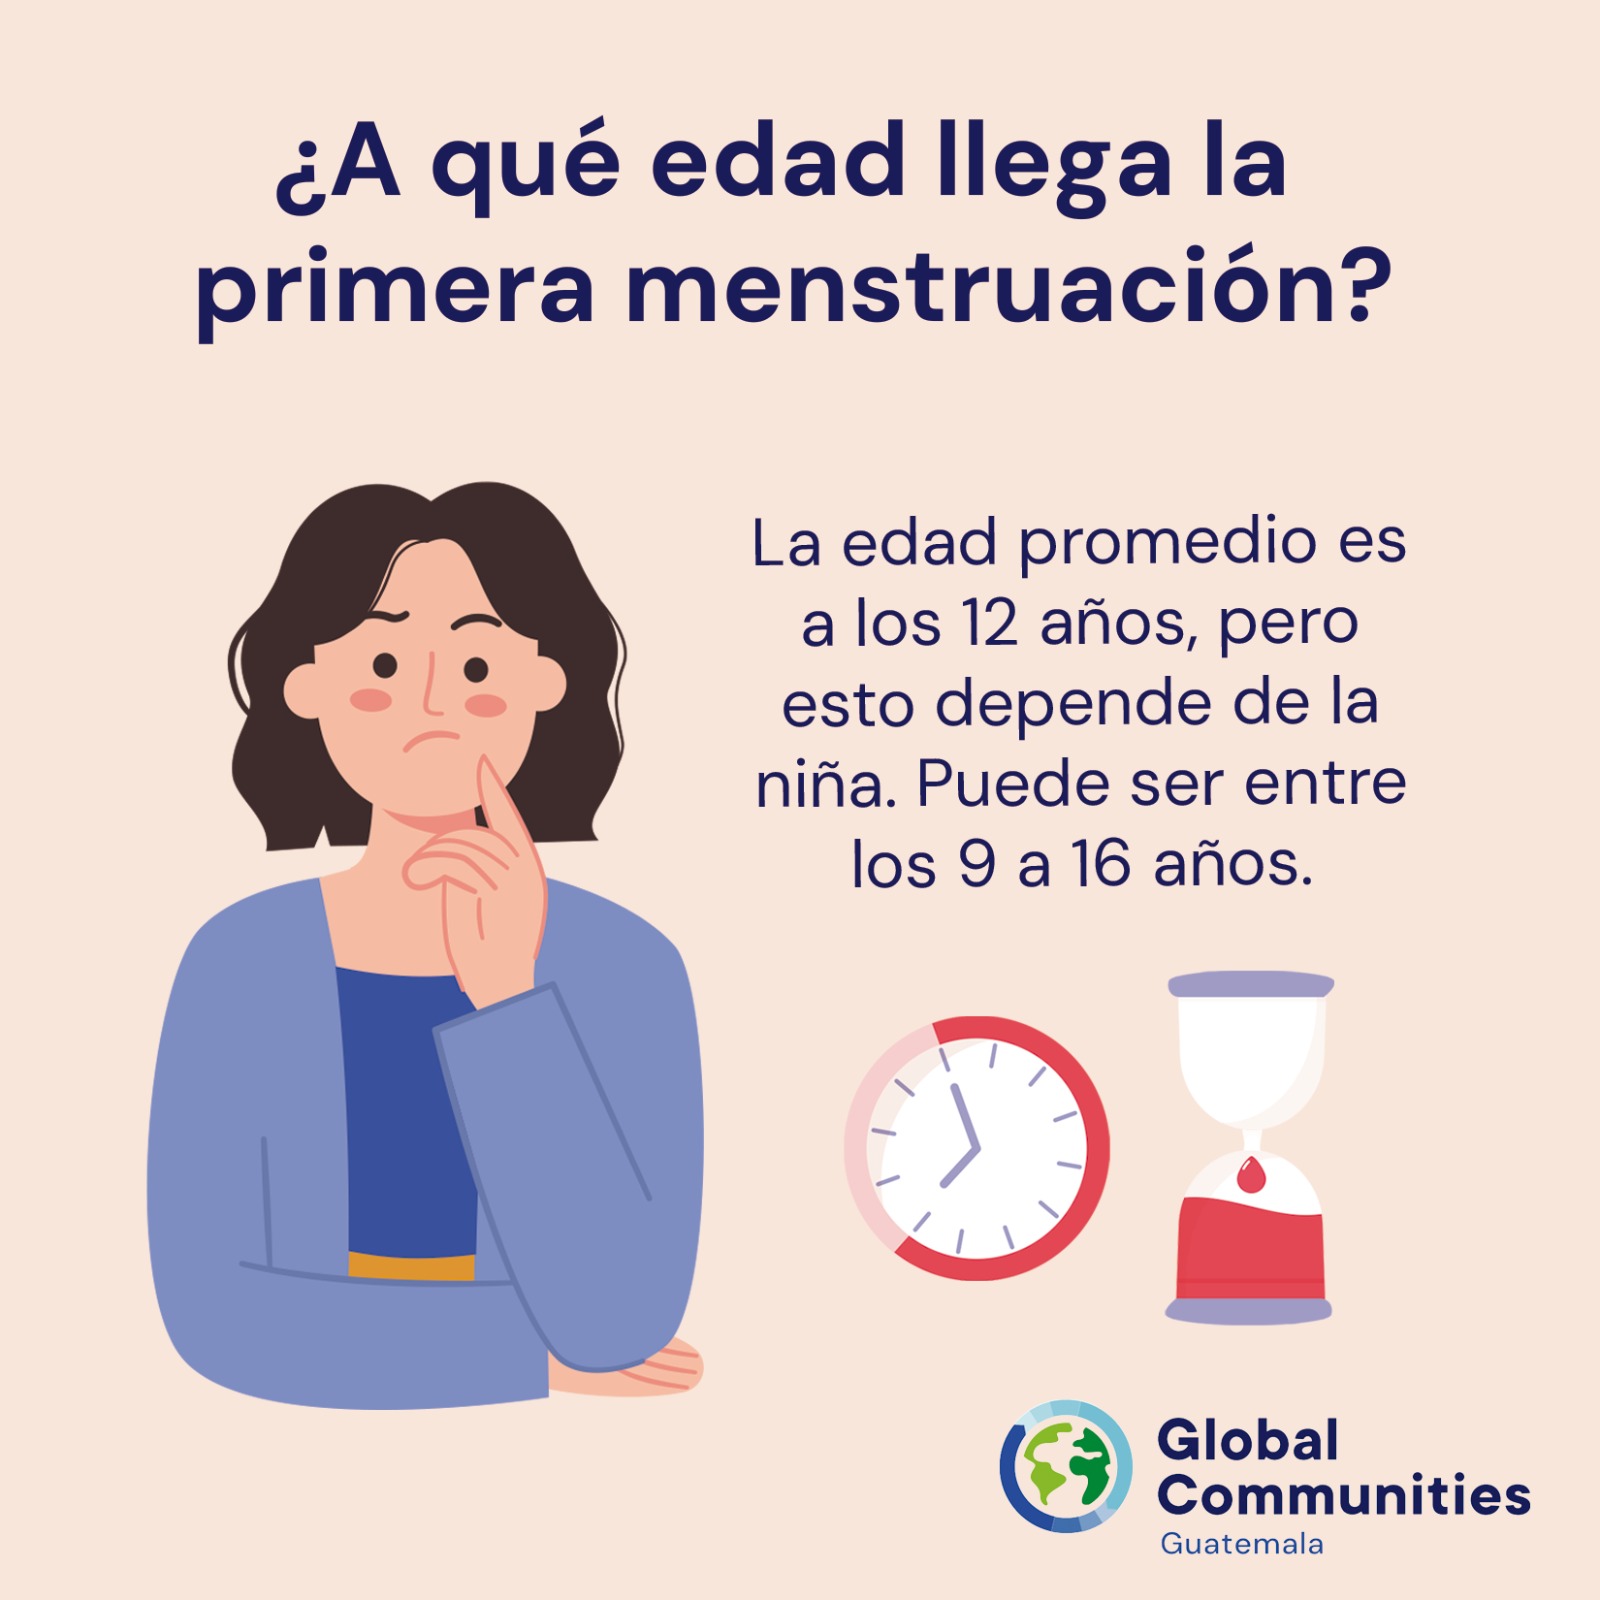 ¿A qué edad llega la
primera menstruación?
La edad promedio es
a los 12 años, pero
esto depende de la
niña. Puede ser entre
los 9 a 16 años.
Global
Communities
Guatemala